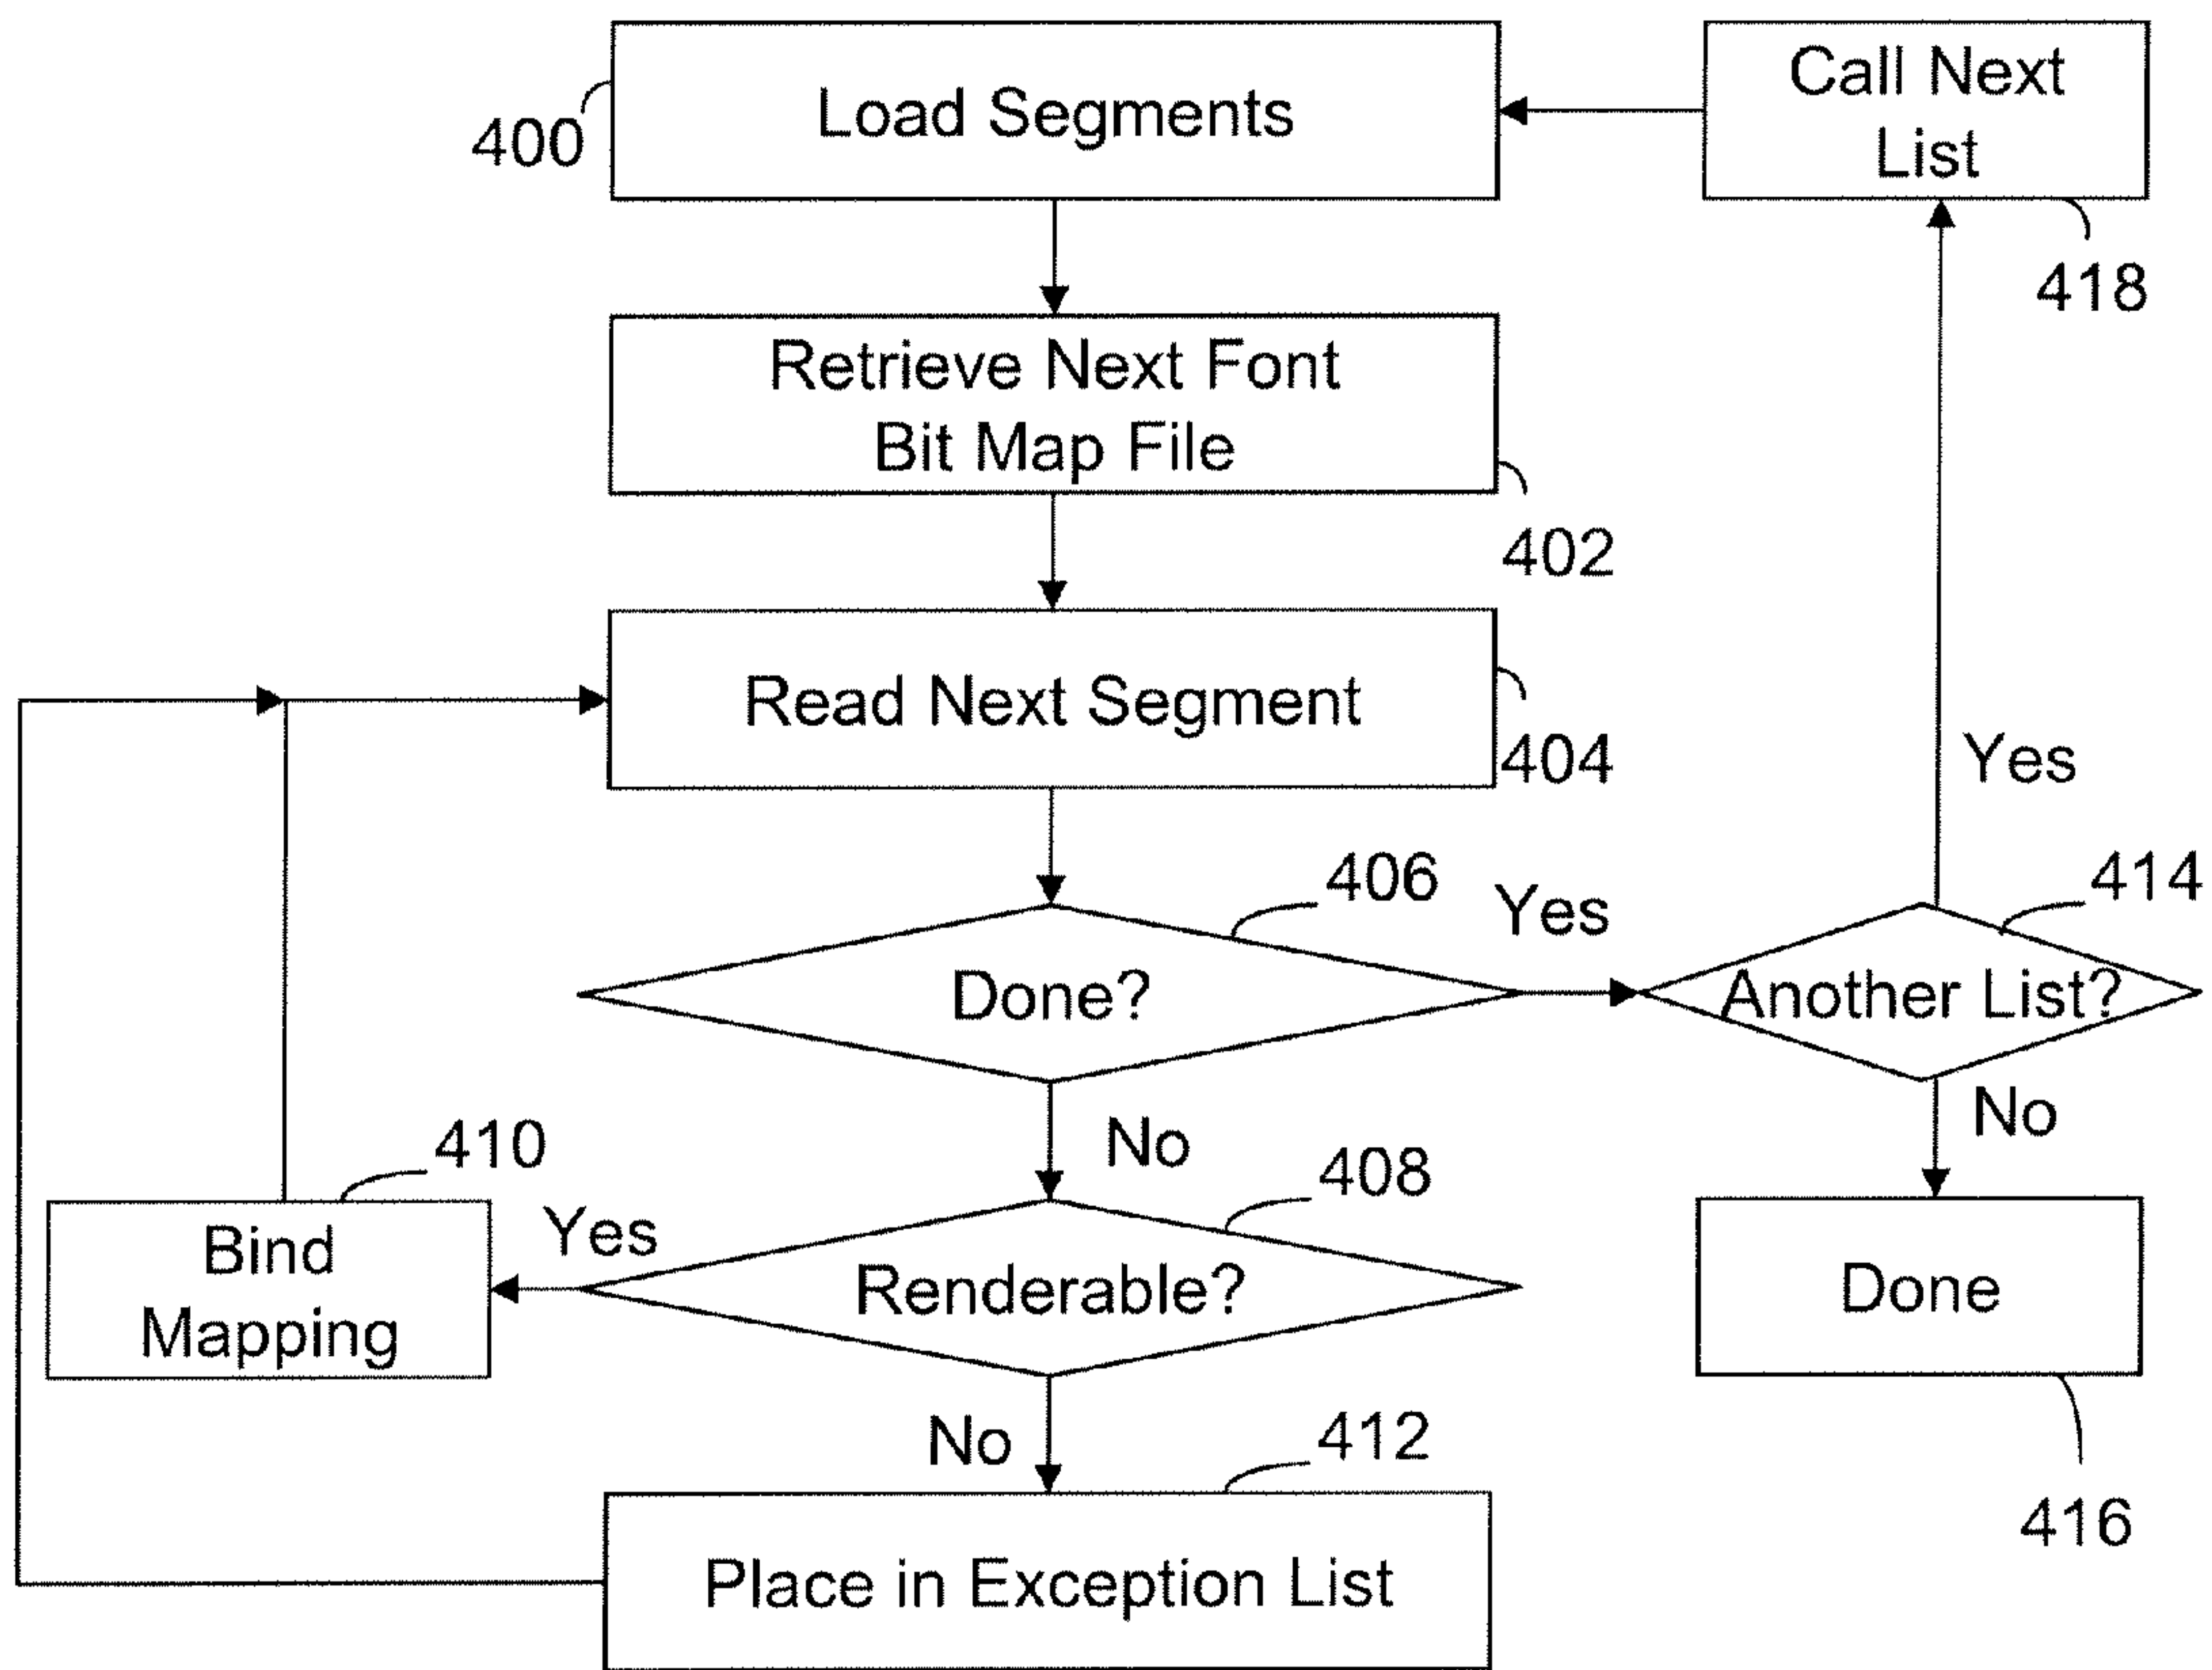 Load Segments
400
Call Next
List
418
Retrieve Next Font
Bit Map File
402
Read Next Segment
404
Yes
406
Yes
414
Done?
Another List?
No
No
410
408
Bind
Mapping
Yes
Renderable?
Done
No
412
416
Place in Exception List